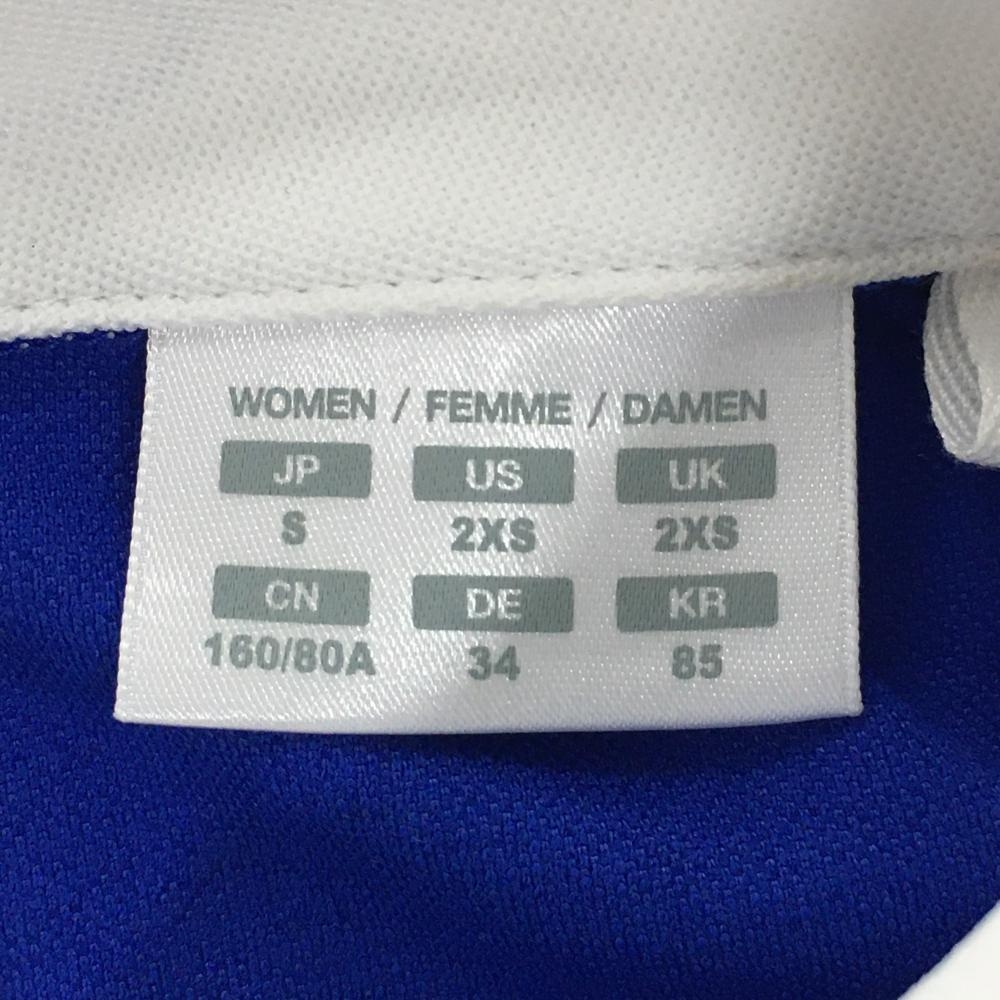 WOMEN / FEMME / DAMEN
JP US UK
S 2XS 2XS
CN DE KR
160/80A 34 85